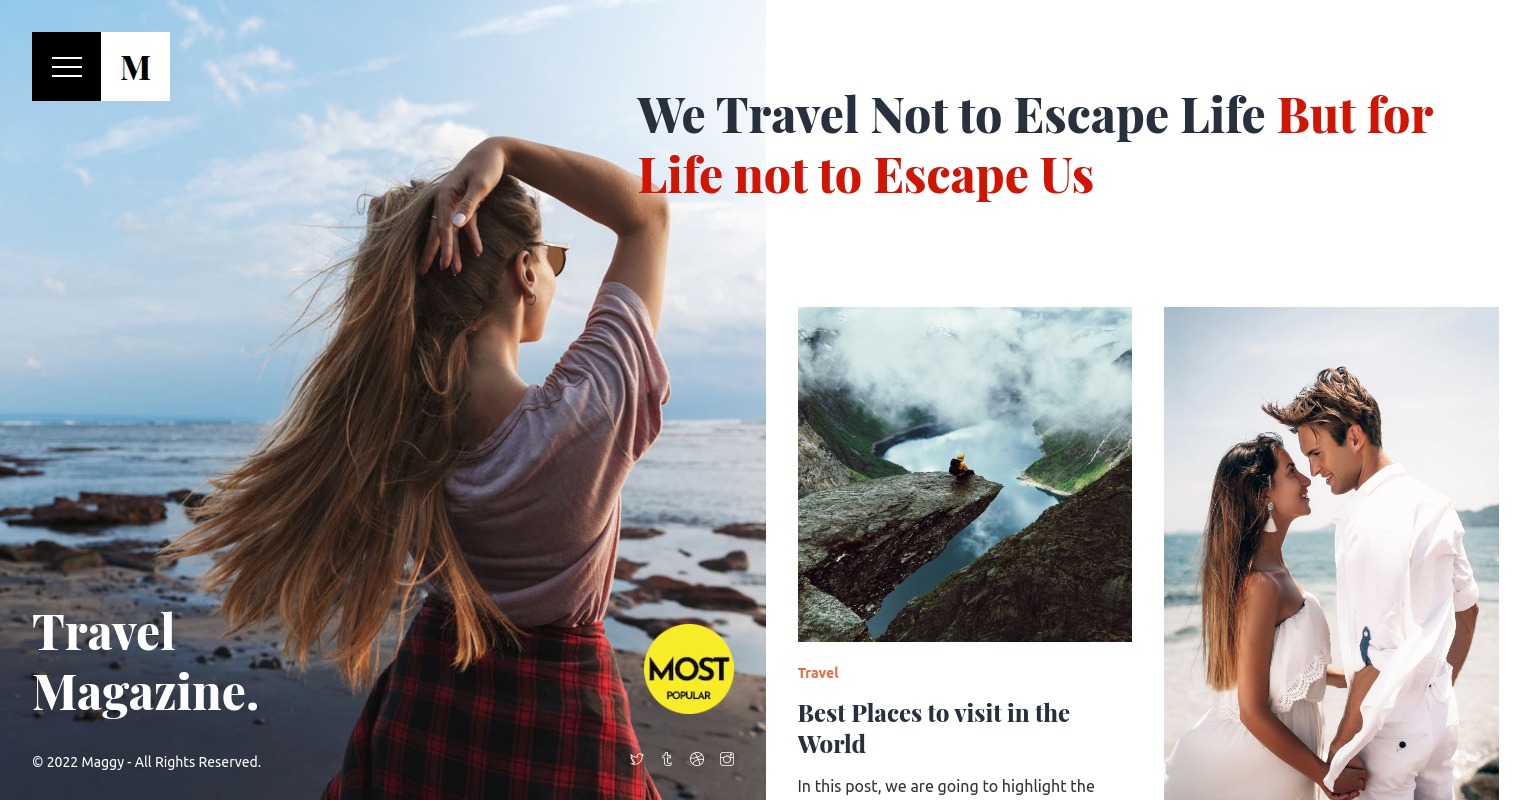 M
We Travel Not to Escape Life But for
Life not to Escape Us
Travel
Magazine.
MOST
POPULAR
© 2022 Maggy - All Rights Reserved.
Travel
Best Places to visit in the
World
In this post, we are going to highlight the